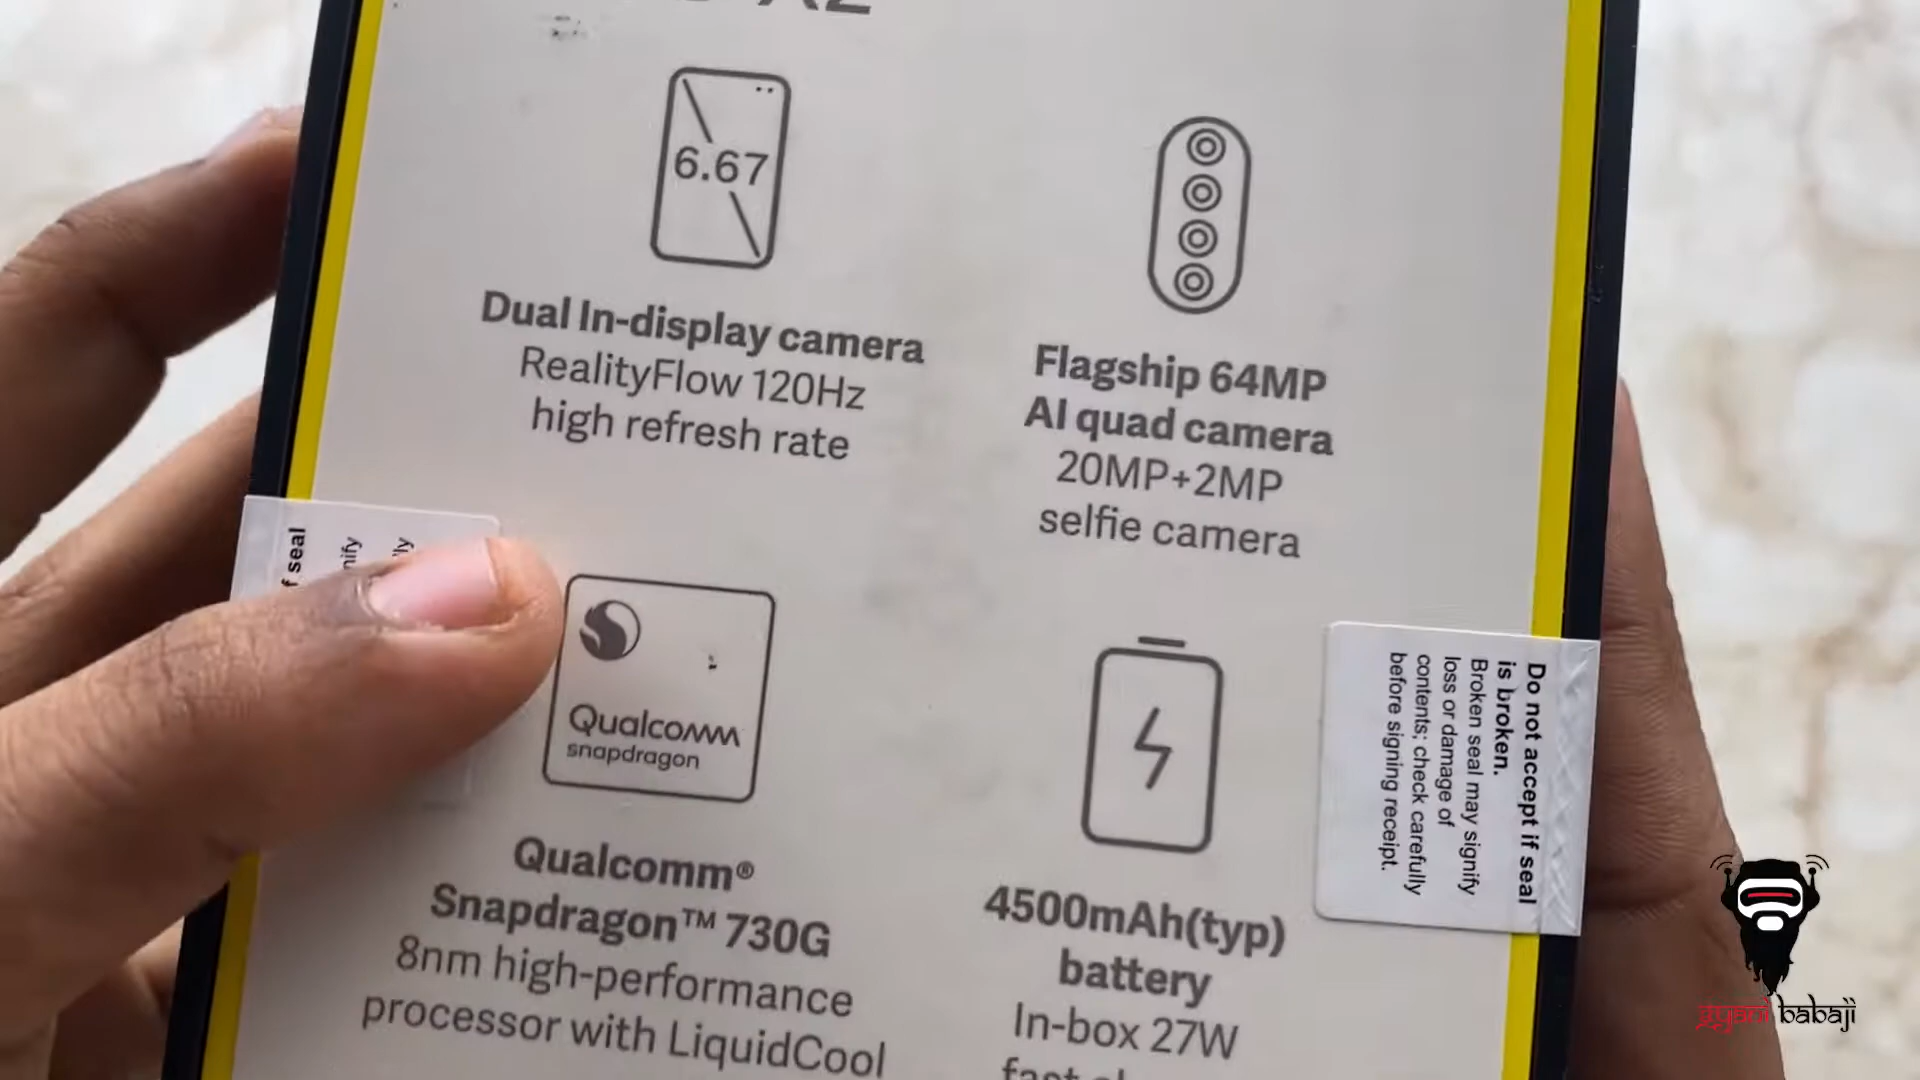 X2
6.67
Dual In-display camera
RealityFlow 120Hz
high refresh rate
Flagship 64MP
AI quad camera
20MP+2MP
selfie camera
seal
Qualcomm
snapdragon
Qualcomm®
Snapdragon™ 730G
8nm high-performance
processor with LiquidCool
4500mAh(typ)
battery
In-box 27W
Do not accept if seal
is broken.
Broken seal may signify
loss or damage of
contents; check carefully
before signing receipt.
gyani babaji